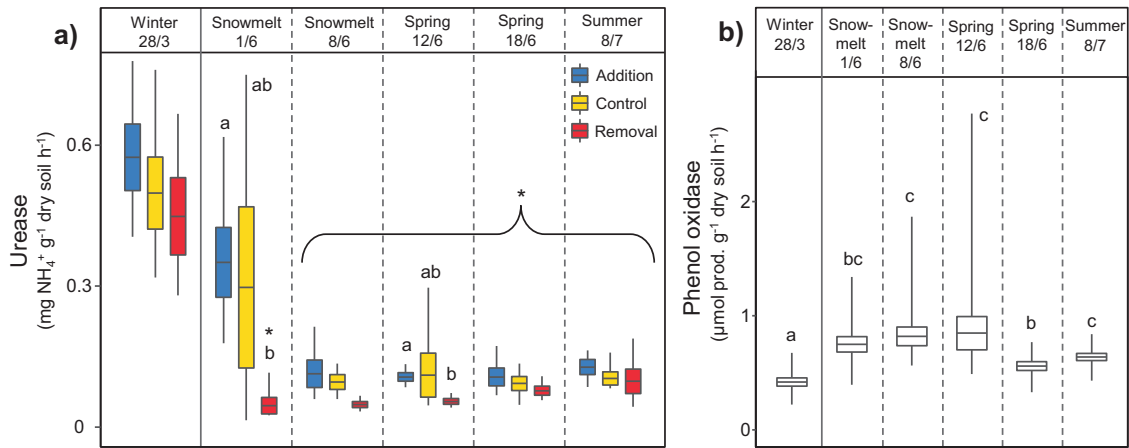 a)
Winter
28/3
Snowmelt
1/6
Snowmelt
8/6
Spring
12/6
Spring
18/6
Summer
8/7
Urease
(mg NH₄⁺ g⁻¹ dry soil h⁻¹)
0.6
0.3
0
Addition
Control
Removal
a
ab
*
b
*
a
ab
b
b)
Winter
28/3
Snow-
melt
1/6
Snow-
melt
8/6
Spring
12/6
Spring
18/6
Summer
8/7
Phenol oxidase
(µmol prod. g⁻¹ dry soil h⁻¹)
2
1
0
a
bc
c
c
b
c